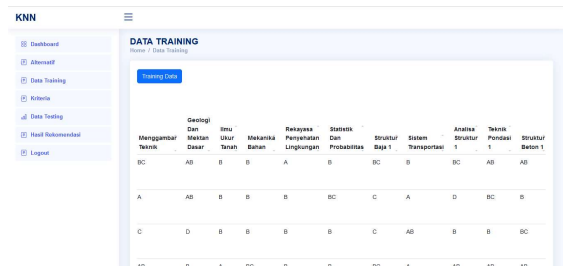 KNN
Dashboard
Alternatif
Data Training
Kriteria
Data Testing
Hasil Rekomendasi
Logout
DATA TRAINING
Home / Data Training
Training Data
Menggambar Teknik
Geologi Dan Mektan Dasar
Ilmu Ukur Tanah
Mekanika Bahan
Rekayasa Penyehatan Lingkungan
Statistik Dan Probabilitas
Struktur Baja 1
Sistem Transportasi
Analisa Struktur 1
Teknik Pondasi 1
Struktur Beton 1
BC AB B B A B BC B BC AB AB
A AB B B B BC C A D BC B
C D B B B B C AB B B BC